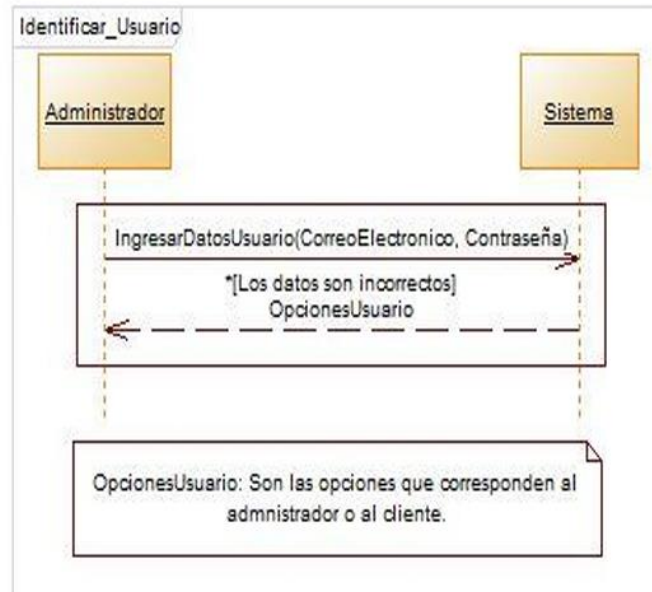 Identificar_Usuario
Administrador
Sistema
IngresarDatosUsuario(CorreoElectronico, Contraseña)
*[Los datos son incorrectos]
OpcionesUsuario
OpcionesUsuario: Son las opciones que corresponden al
admnistrador o al cliente.